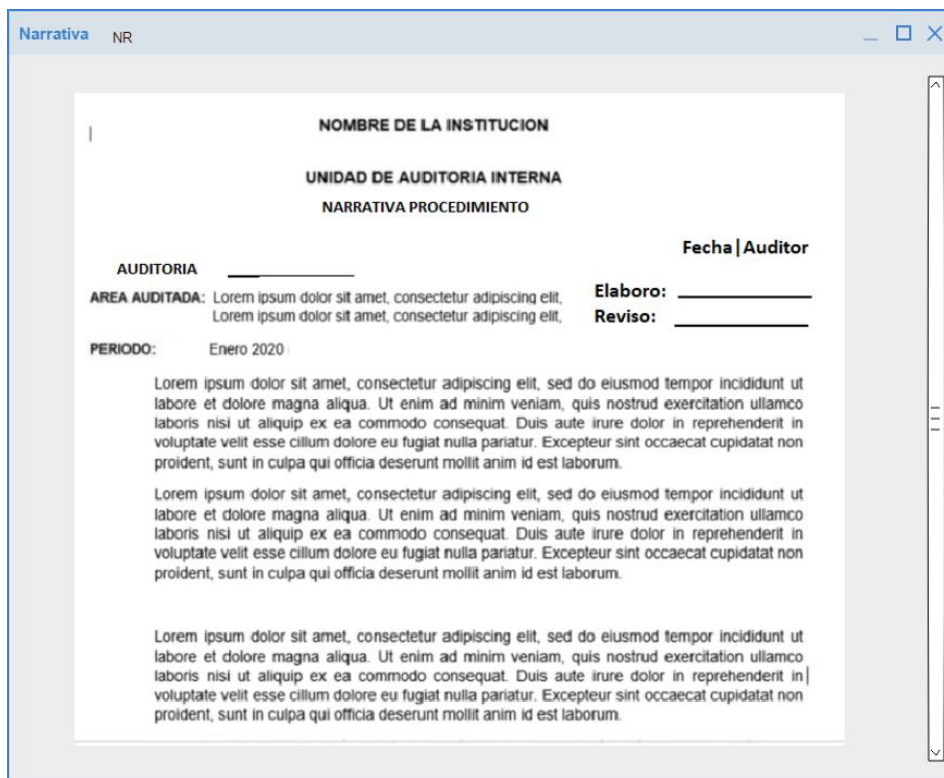 Narrativa NR
NOMBRE DE LA INSTITUCION
UNIDAD DE AUDITORIA INTERNA
NARRATIVA PROCEDIMIENTO
Fecha|Auditor
AUDITORIA
AREA AUDITADA: Lorem ipsum dolor sit amet, consectetur adipiscing elit,
Lorem ipsum dolor sit amet, consectetur adipiscing elit,
Elaboro:
Reviso:
PERIODO: Enero 2020
Lorem ipsum dolor sit amet, consectetur adipiscing elit, sed do eiusmod tempor incididunt ut
labore et dolore magna aliqua. Ut enim ad minim veniam, quis nostrud exercitation ullamco
laboris nisi ut aliquip ex ea commodo consequat. Duis aute irure dolor in reprehenderit in
voluptate velit esse cillum dolore eu fugiat nulla pariatur. Excepteur sint occaecat cupidatat non
proident, sunt in culpa qui officia deserunt mollit anim id est laborum.
Lorem ipsum dolor sit amet, consectetur adipiscing elit, sed do eiusmod tempor incididunt ut
labore et dolore magna aliqua. Ut enim ad minim veniam, quis nostrud exercitation ullamco
laboris nisi ut aliquip ex ea commodo consequat. Duis aute irure dolor in reprehenderit in
voluptate velit esse cillum dolore eu fugiat nulla pariatur. Excepteur sint occaecat cupidatat non
proident, sunt in culpa qui officia deserunt mollit anim id est laborum.
Lorem ipsum dolor sit amet, consectetur adipiscing elit, sed do eiusmod tempor incididunt ut
labore et dolore magna aliqua. Ut enim ad minim veniam, quis nostrud exercitation ullamco
laboris nisi ut aliquip ex ea commodo consequat. Duis aute irure dolor in reprehenderit in
voluptate velit esse cillum dolore eu fugiat nulla pariatur. Excepteur sint occaecat cupidatat non
proident, sunt in culpa qui officia deserunt mollit anim id est laborum.